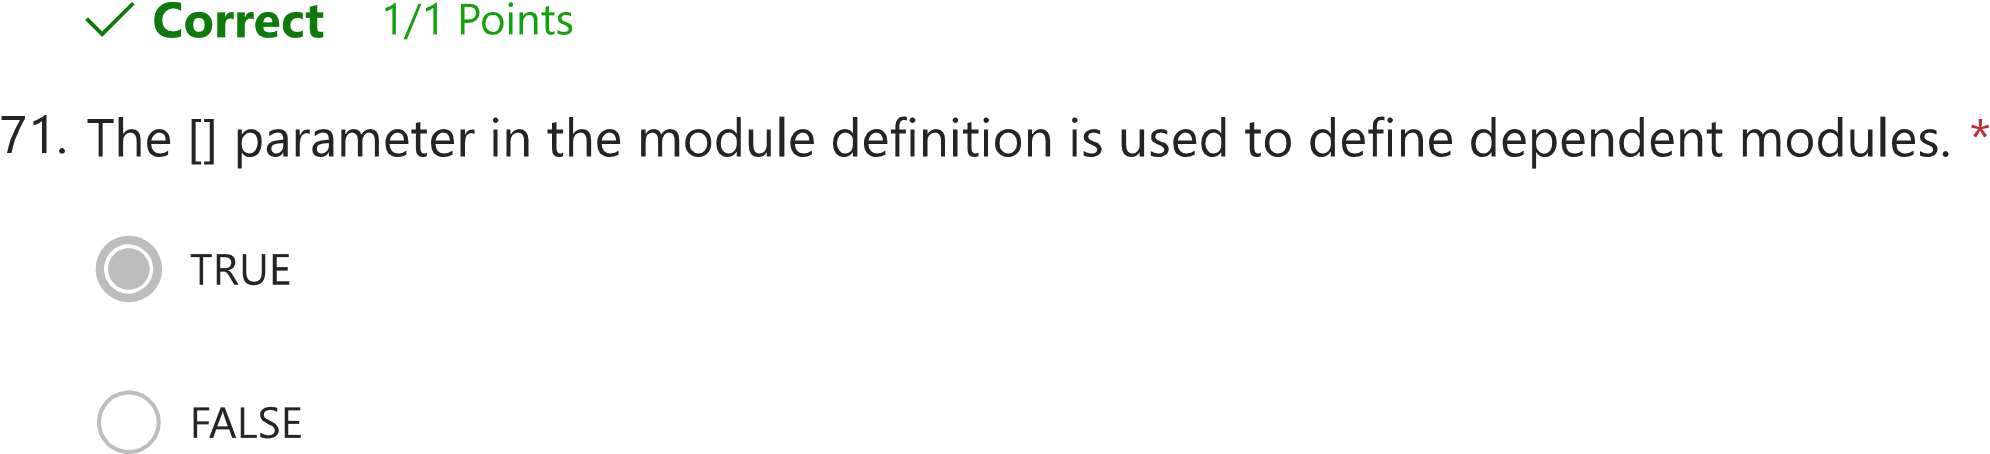 Correct 1/1 Points
71. The [] parameter in the module definition is used to define dependent modules. *
TRUE
FALSE